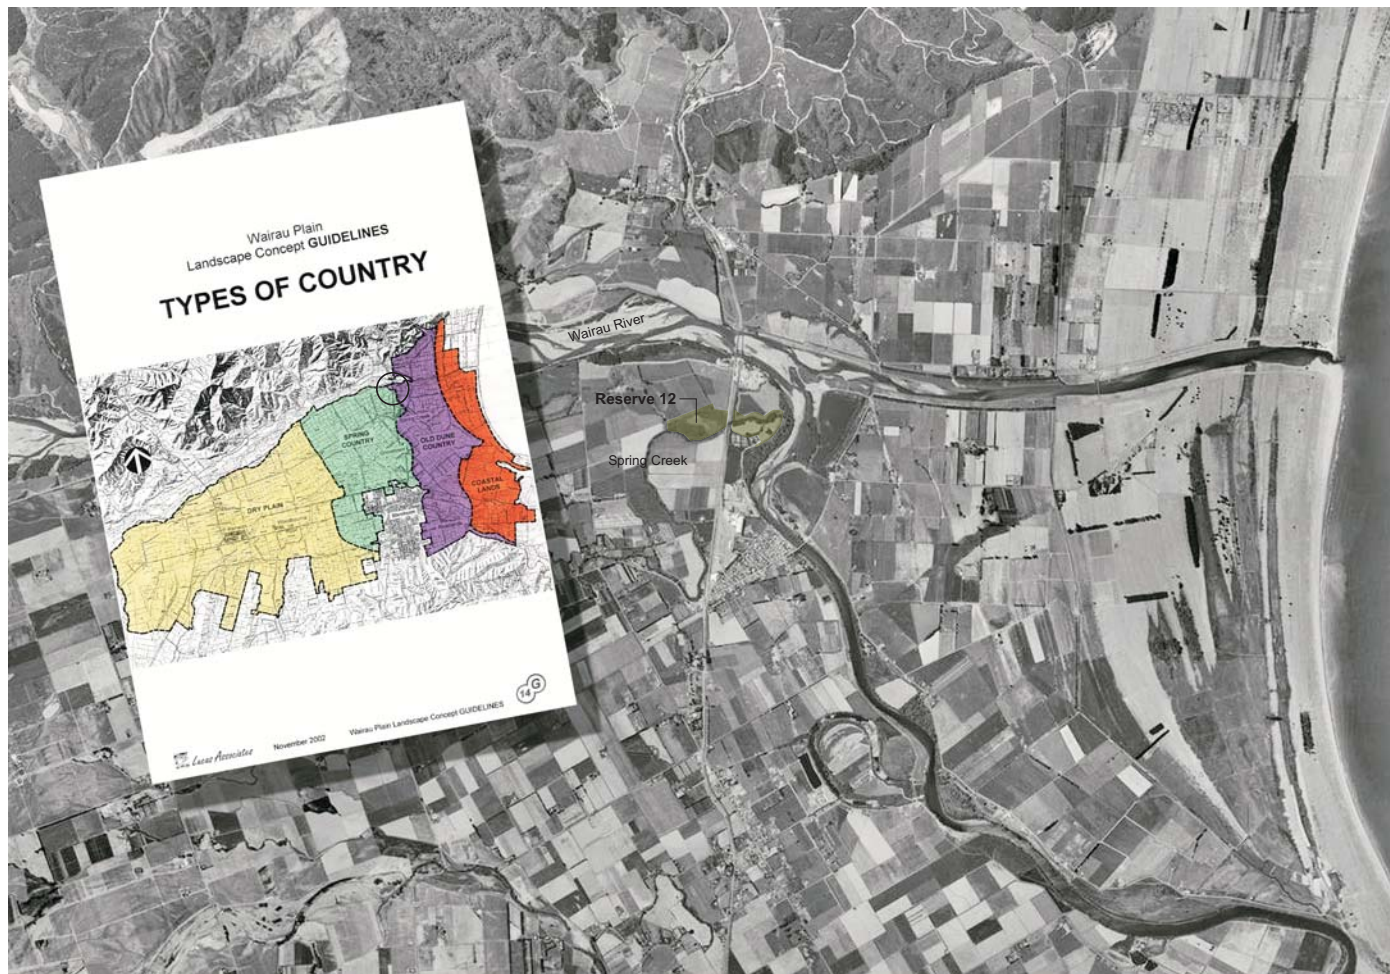 Wairau Plain
Landscape Concept GUIDELINES
TYPES OF COUNTRY
SPRING
COUNTRY
OLD DUNE
COUNTRY
COASTAL
LANDS
DRY PLAIN
14 G
Lucas Associates
November 2002
Wairau Plain Landscape Concept GUIDELINES
Wairau River
Reserve 12
Spring Creek